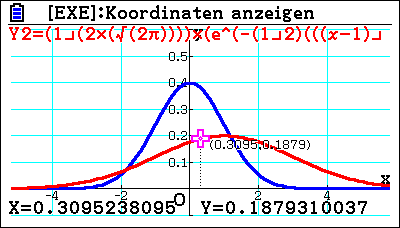 [EXE]:Koordinaten anzeigen
Y2=(1⌟(2×(√(2π))))×(e^(-(1⌟2)(((x-1)⌟
y
0.5
0.4
0.3
0.2
(0.3095,0.1879)
0.1
x
-4 -2 O 2 4
X=0.3095238095 Y=0.1879310037